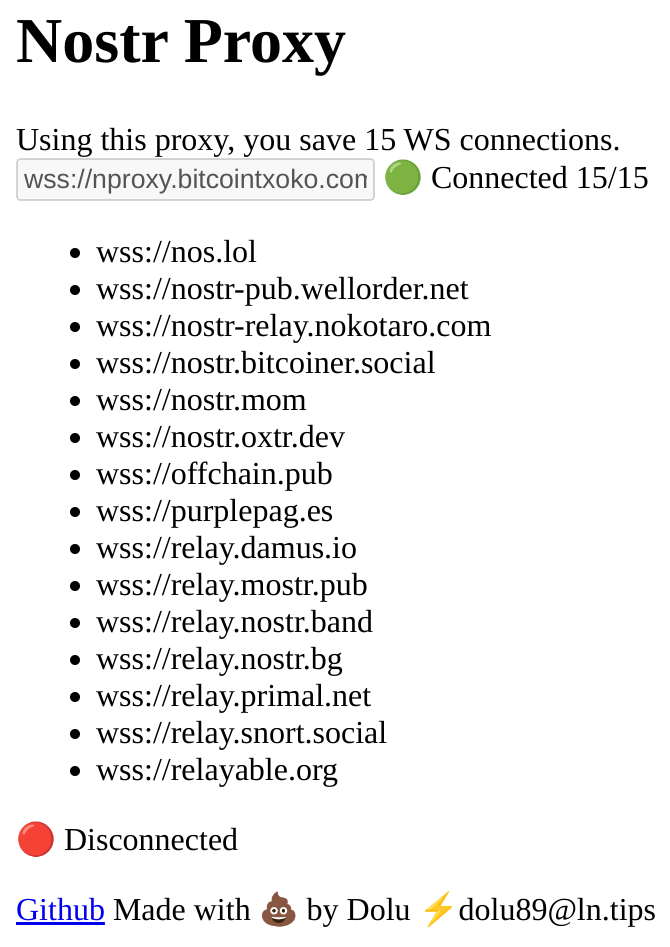 Nostr Proxy
Using this proxy, you save 15 WS connections.
wss://nproxy.bitcointxoko.com 🟢 Connected 15/15
• wss://nos.lol
• wss://nostr-pub.wellorder.net
• wss://nostr-relay.nokotaro.com
• wss://nostr.bitcoiner.social
• wss://nostr.mom
• wss://nostr.oxtr.dev
• wss://offchain.pub
• wss://purplepag.es
• wss://relay.damus.io
• wss://relay.mostr.pub
• wss://relay.nostr.band
• wss://relay.nostr.bg
• wss://relay.primal.net
• wss://relay.snort.social
• wss://relayable.org
🔴 Disconnected
Github Made with 💩 by Dolu ⚡dolu89@ln.tips